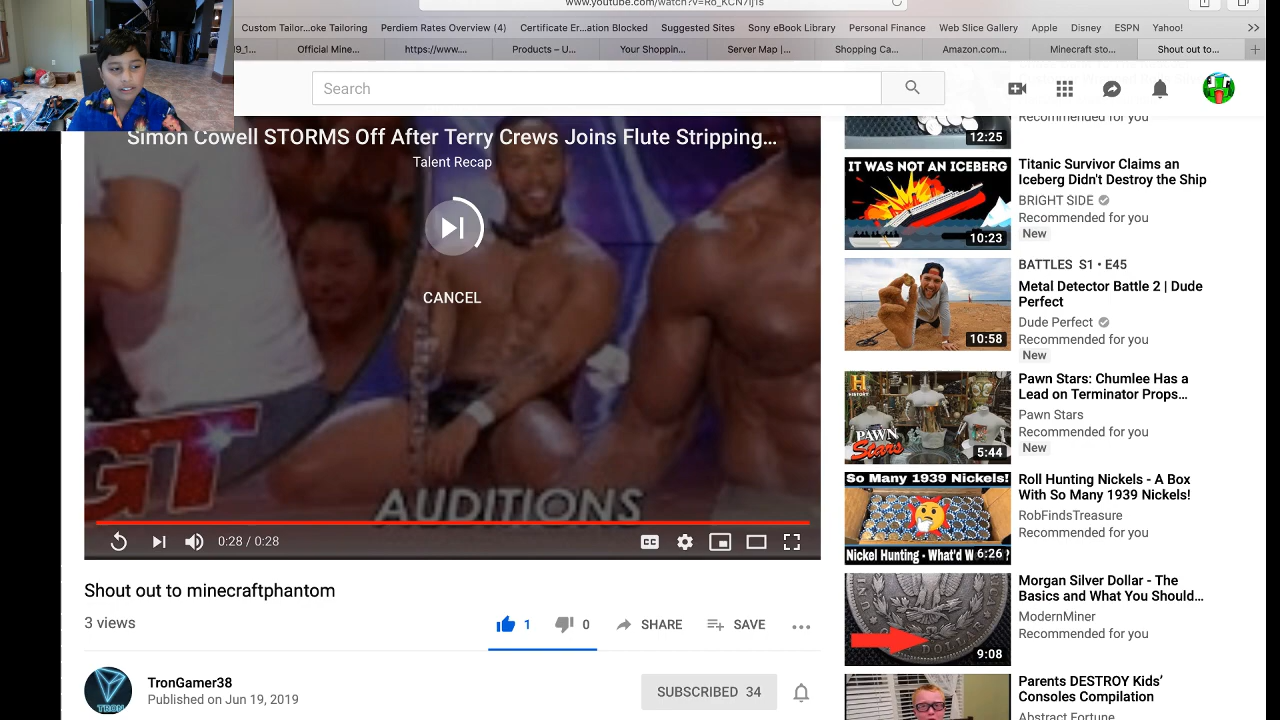 www.youtube.com/watch?v=Ro_KCN7Ij1s
Custom Tailor...oke Tailoring Perdiem Rates Overview (4) Certificate Er...ation Blocked Suggested Sites Sony eBook Library Personal Finance Web Slice Gallery Apple Disney ESPN Yahoo!
Official Mine... https://www.... Products – U... Your Shoppin... Server Map |... Shopping Ca... Amazon.com... Minecraft sto... Shout out to...
Search
Simon Cowell STORMS Off After Terry Crews Joins Flute Stripping...
Talent Recap
CANCEL
GT
AUDITIONS
0:28 / 0:28
CC
Shout out to minecraftphantom
3 views
1
0
SHARE
SAVE
TRON
TronGamer38
Published on Jun 19, 2019
SUBSCRIBED 34
12:25
Recommended for you
IT WAS NOT AN ICEBERG
10:23
Titanic Survivor Claims an
Iceberg Didn't Destroy the Ship
BRIGHT SIDE
Recommended for you
New
10:58
BATTLES S1 • E45
Metal Detector Battle 2 | Dude
Perfect
Dude Perfect
Recommended for you
New
H
HISTORY
PAWN
Stars
5:44
Pawn Stars: Chumlee Has a
Lead on Terminator Props...
Pawn Stars
Recommended for you
New
So Many 1939 Nickels!
Nickel Hunting - What'd W
6:26
Roll Hunting Nickels - A Box
With So Many 1939 Nickels!
RobFindsTreasure
Recommended for you
9:08
Morgan Silver Dollar - The
Basics and What You Should...
ModernMiner
Recommended for you
Parents DESTROY Kids’
Consoles Compilation
Abstract Fortune